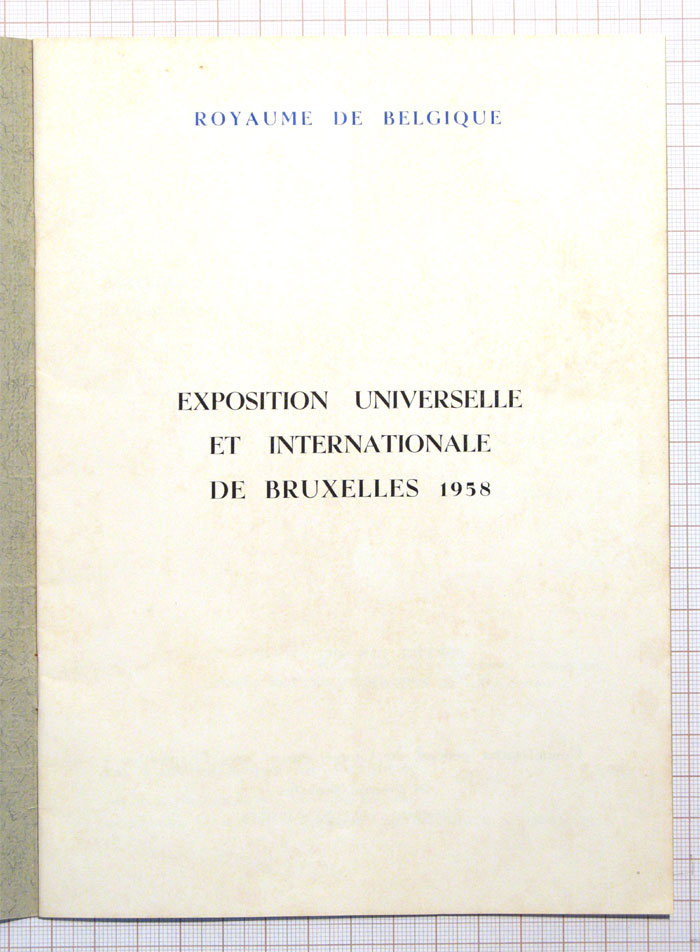 ROYAUME DE BELGIQUE
EXPOSITION UNIVERSELLE
ET INTERNATIONALE
DE BRUXELLES 1958